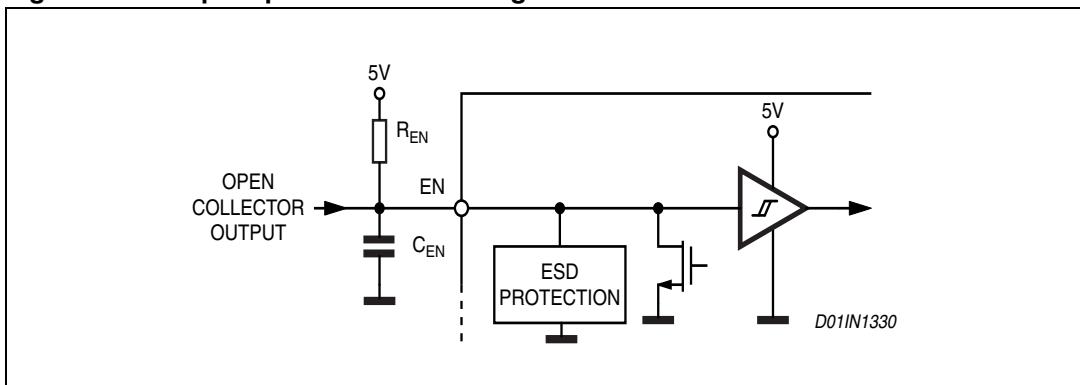 5V
R_EN
5V
EN
OPEN
COLLECTOR
OUTPUT
C_EN
ESD
PROTECTION
D01IN1330